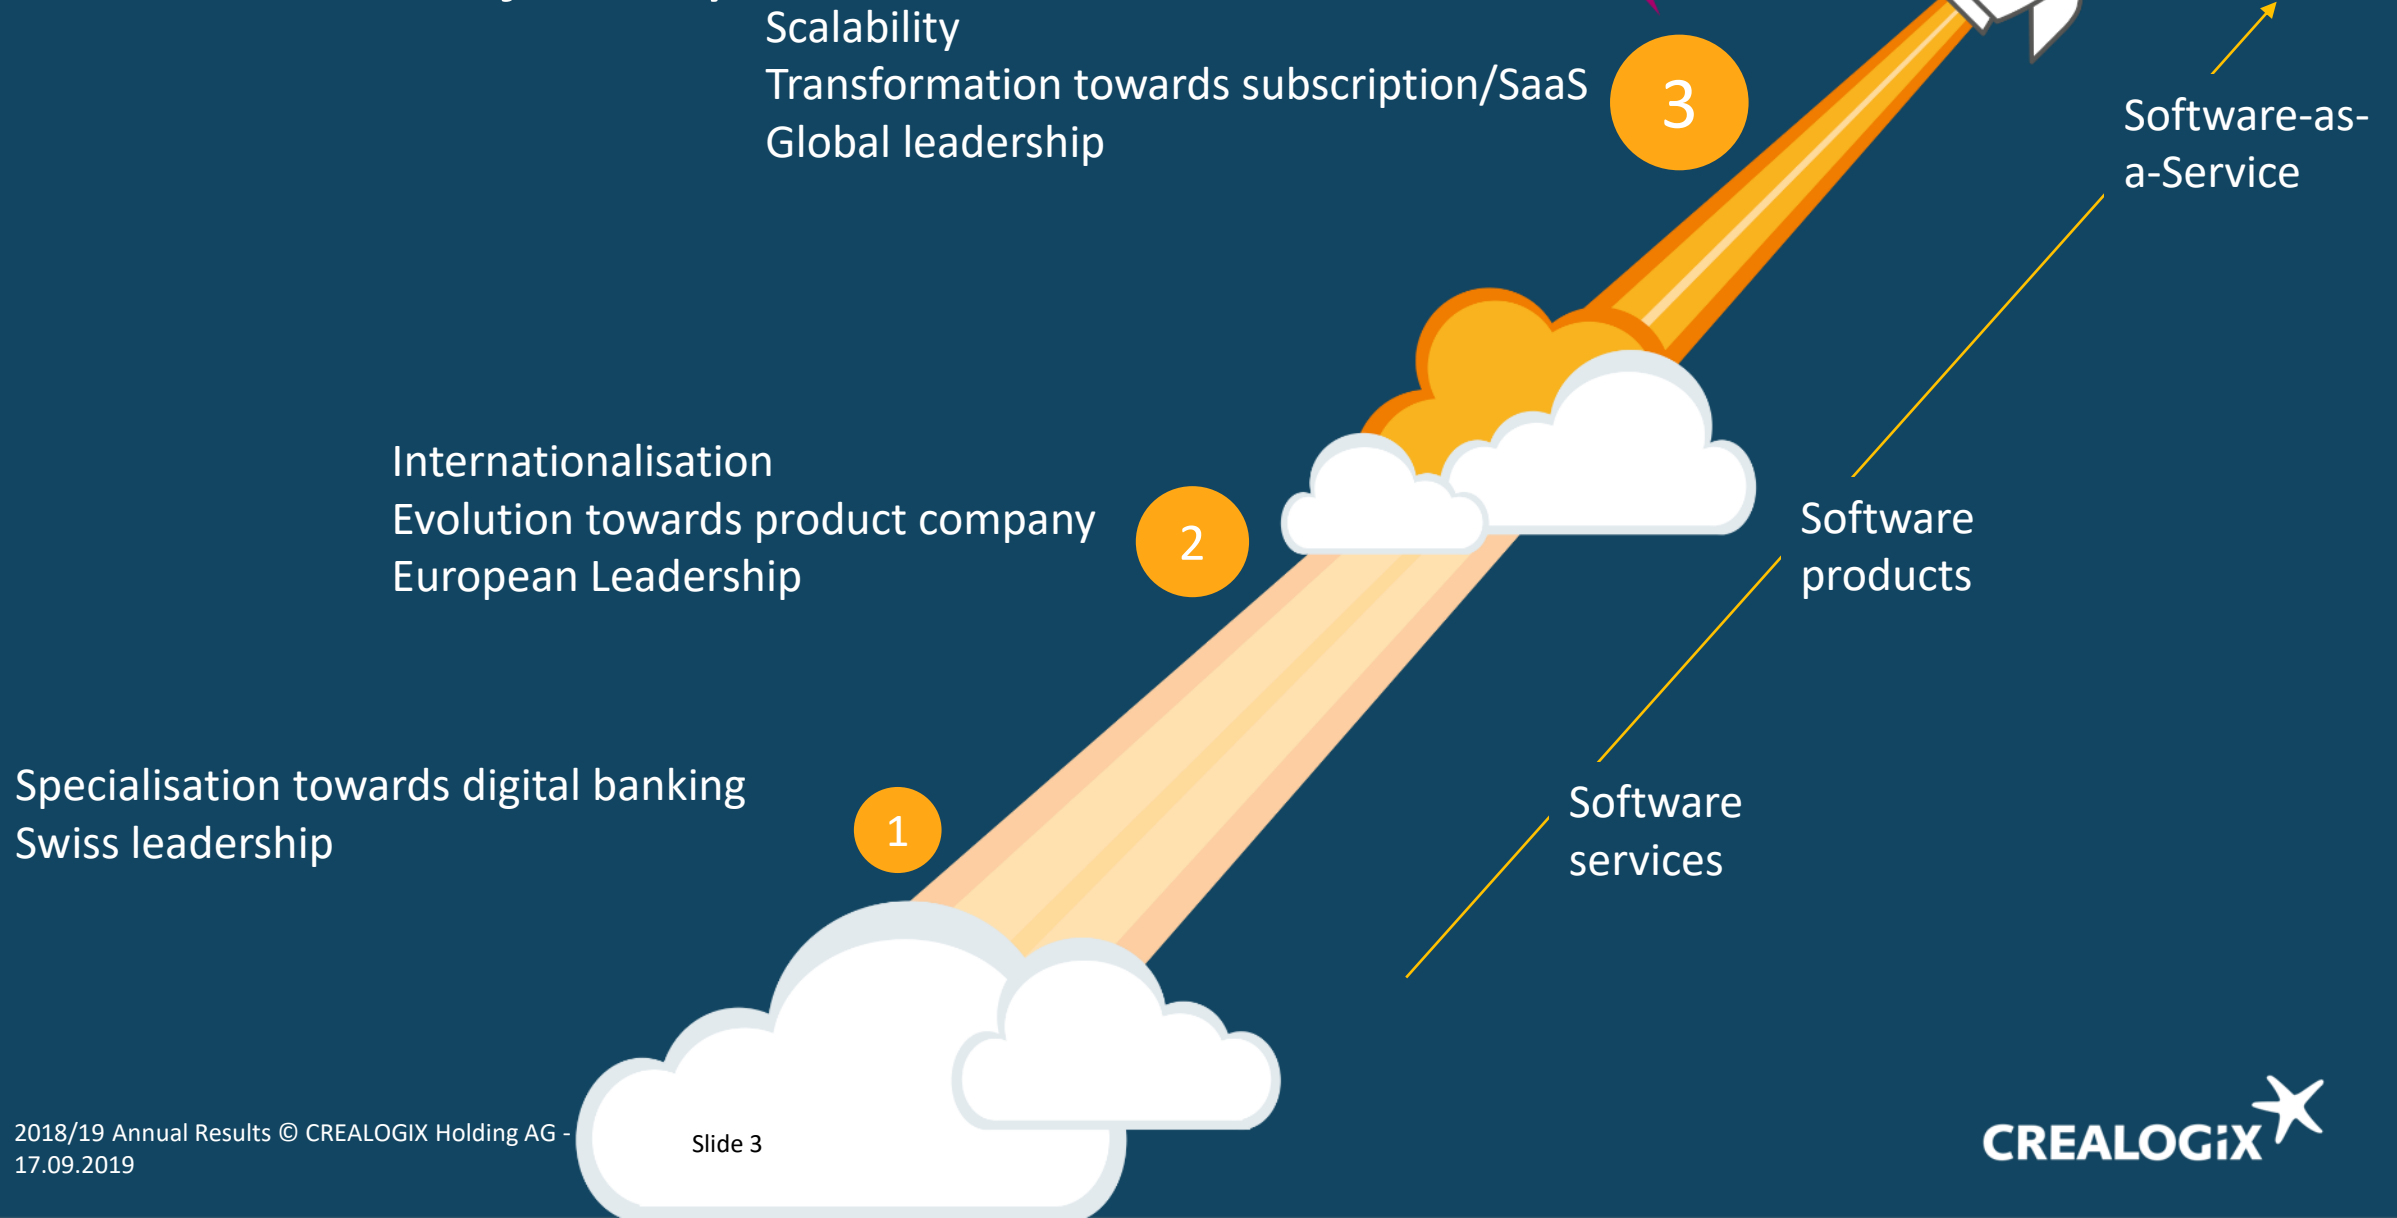 Scalability
Transformation towards subscription/SaaS
Global leadership
3
Software-as-
a-Service
Internationalisation
Evolution towards product company
European Leadership
2
Software
products
Specialisation towards digital banking
Swiss leadership
1
Software
services
2018/19 Annual Results © CREALOGIX Holding AG -
17.09.2019
Slide 3
CREALOGiX